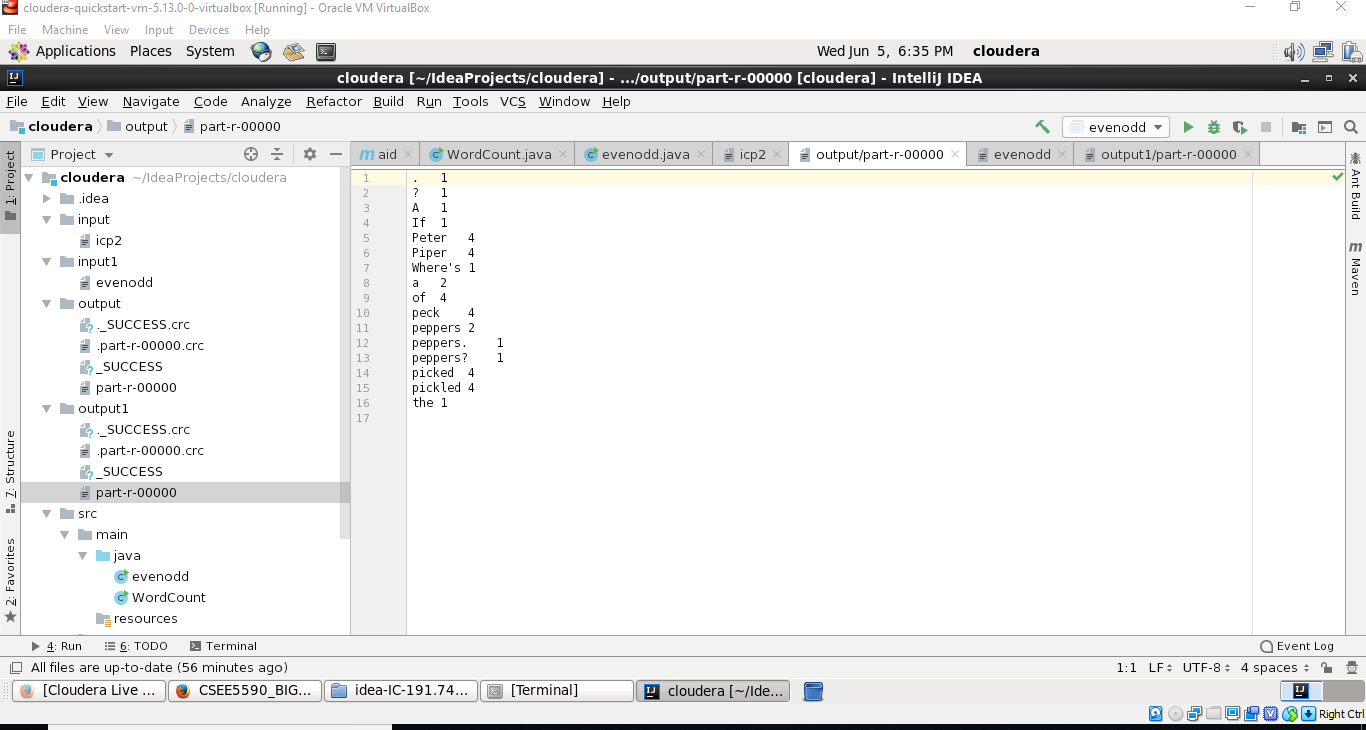 cloudera-quickstart-vm-5.13.0-0-virtualbox [Running] - Oracle VM VirtualBox
File Machine View Input Devices Help
Applications Places System Wed Jun 5, 6:35 PM cloudera
cloudera [~/IdeaProjects/cloudera] - .../output/part-r-00000 [cloudera] - IntelliJ IDEA
File Edit View Navigate Code Analyze Refactor Build Run Tools VCS Window Help
cloudera output part-r-00000 evenodd
Project m aid WordCount.java evenodd.java icp2 output/part-r-00000 evenodd output1/part-r-00000
1: Project
7: Structure
2: Favorites
cloudera ~/IdeaProjects/cloudera
.idea
input
icp2
input1
evenodd
output
._SUCCESS.crc
.part-r-00000.crc
_SUCCESS
part-r-00000
output1
._SUCCESS.crc
.part-r-00000.crc
_SUCCESS
part-r-00000
src
main
java
evenodd
WordCount
resources
1 . 1
2 ? 1
3 A 1
4 If 1
5 Peter 4
6 Piper 4
7 Where's 1
8 a 2
9 of 4
10 peck 4
11 peppers 2
12 peppers. 1
13 peppers? 1
14 picked 4
15 pickled 4
16 the 1
17
Ant Build
m Maven
4: Run 6: TODO Terminal Event Log
All files are up-to-date (56 minutes ago) 1:1 LF UTF-8 4 spaces
[Cloudera Live ... CSEE5590_BIG... idea-IC-191.74... [Terminal] cloudera [~/Ide...
Right Ctrl